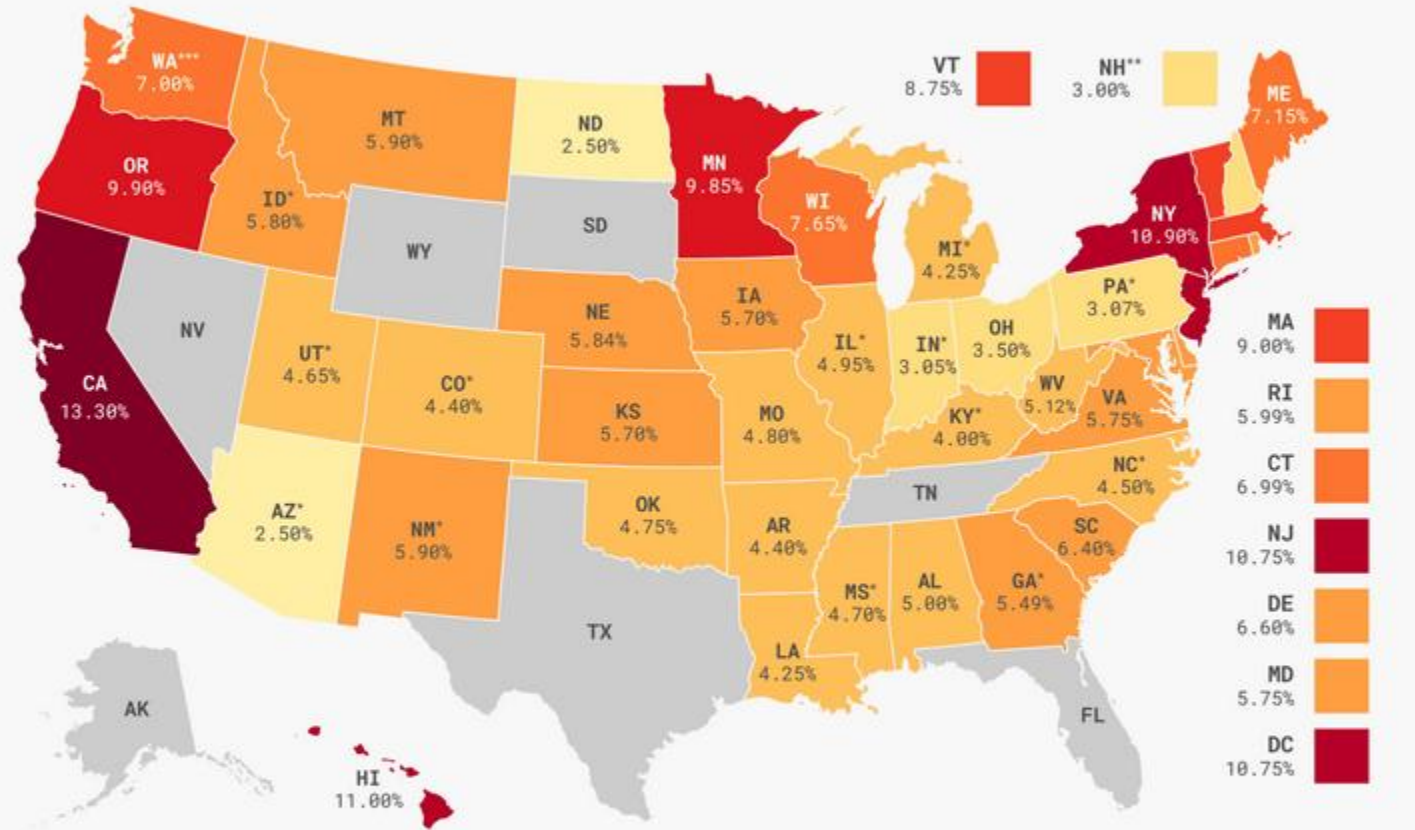 WA***
7.00%
OR
9.90%
CA
13.30%
NV
ID*
5.80%
MT
5.90%
WY
UT*
4.65%
AZ*
2.50%
CO*
4.40%
NM*
5.90%
ND
2.50%
SD
NE
5.84%
KS
5.70%
OK
4.75%
TX
MN
9.85%
IA
5.70%
MO
4.80%
AR
4.40%
LA
4.25%
WI
7.65%
IL*
4.95%
MI*
4.25%
IN*
3.05%
OH
3.50%
KY*
4.00%
TN
MS*
4.70%
AL
5.00%
GA*
5.49%
FL
SC
6.40%
NC*
4.50%
VA
5.75%
WV
5.12%
PA*
3.07%
NY
10.90%
ME
7.15%
VT
8.75%
NH**
3.00%
MA
9.00%
RI
5.99%
CT
6.99%
NJ
10.75%
DE
6.60%
MD
5.75%
DC
10.75%
AK
HI
11.00%